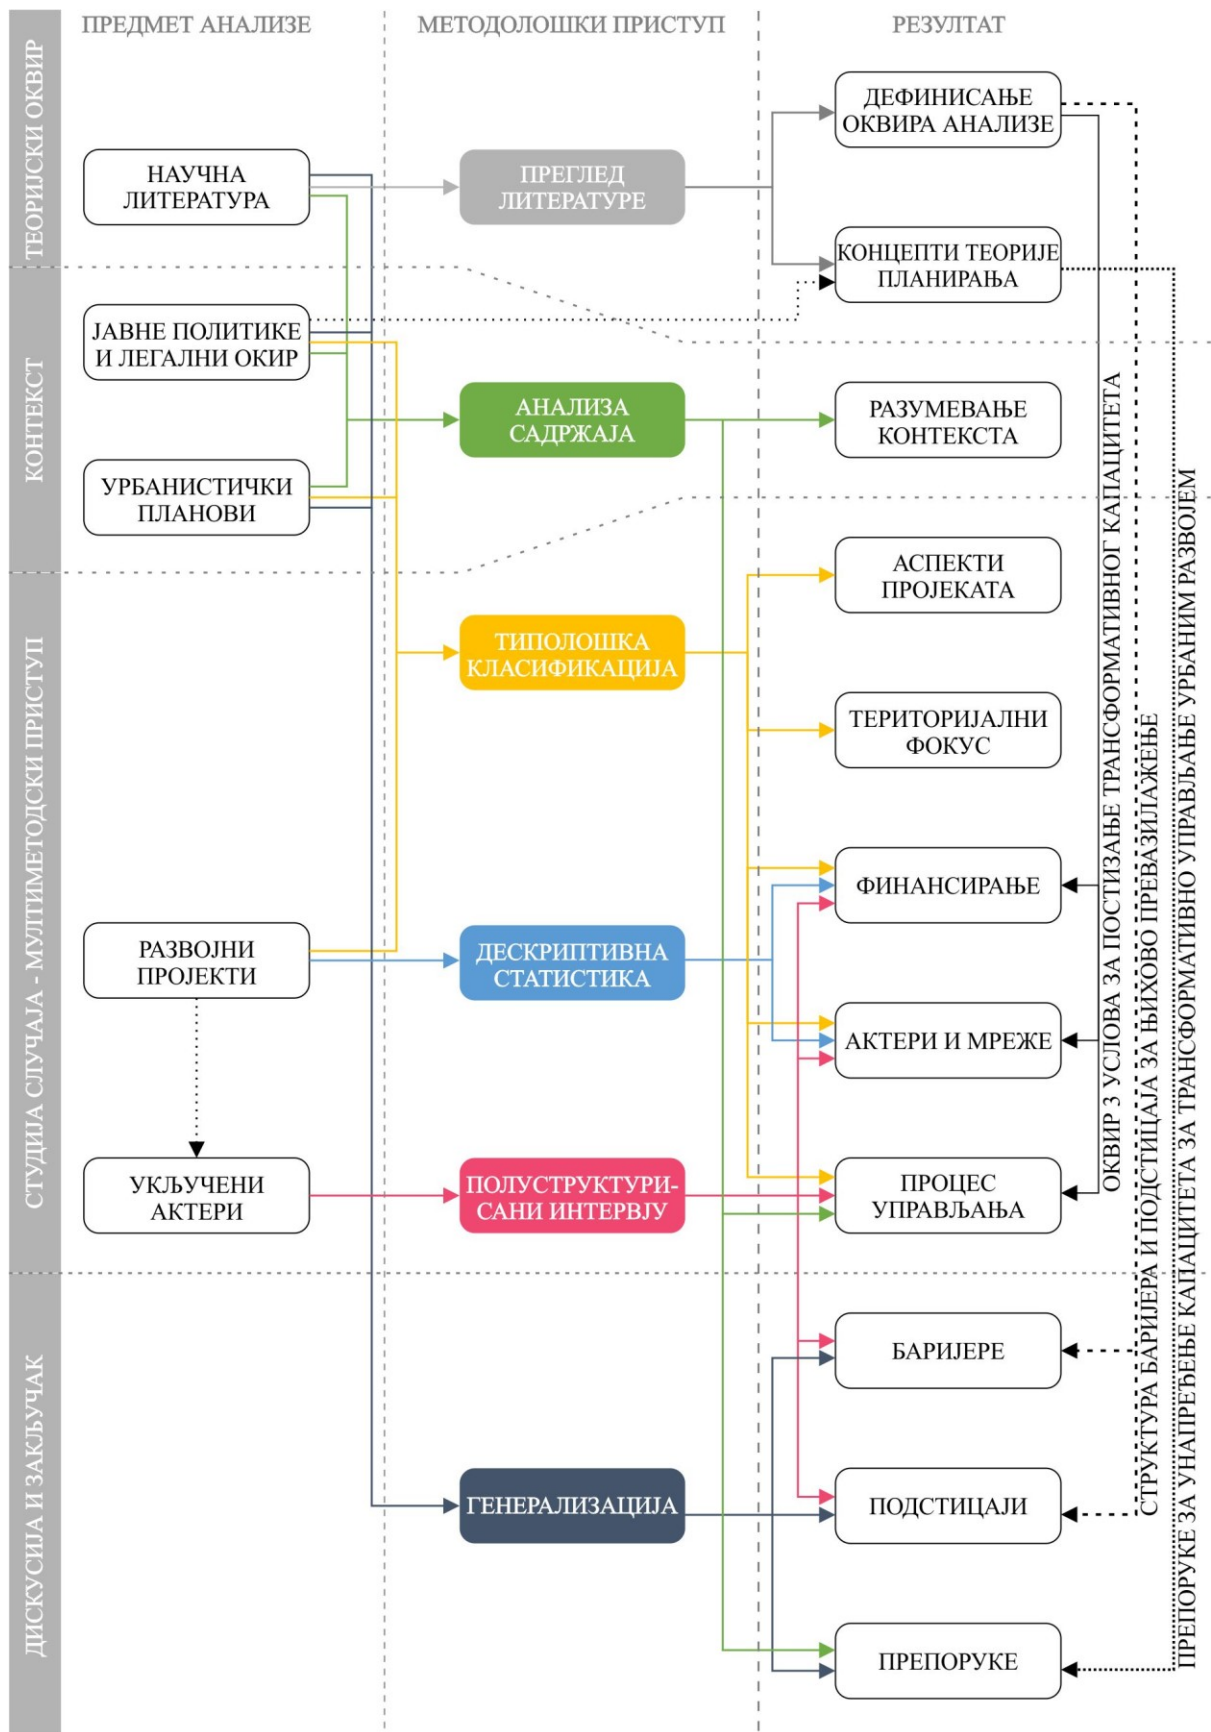 ПРЕДМЕТ АНАЛИЗЕ
МЕТОДОЛОШКИ ПРИСТУП
РЕЗУЛТАТ
ТЕОРИЈСКИ ОКВИР
НАУЧНА
ЛИТЕРАТУРА
ПРЕГЛЕД
ЛИТЕРАТУРЕ
ДЕФИНИСАЊЕ
ОКВИРА АНАЛИЗЕ
КОНЦЕПТИ ТЕОРИЈЕ
ПЛАНИРАЊА
КОНТЕКСТ
ЈАВНЕ ПОЛИТИКЕ
И ЛЕГАЛНИ ОКИР
УРБАНИСТИЧКИ
ПЛАНОВИ
АНАЛИЗА
САДРЖАЈА
РАЗУМЕВАЊЕ
КОНТЕКСТА
СТУДИЈА СЛУЧАЈА - МУЛТИМЕТОДСКИ ПРИСТУП
ТИПОЛОШКА
КЛАСИФИКАЦИЈА
АСПЕКТИ
ПРОЈЕКАТА
ТЕРИТОРИЈАЛНИ
ФОКУС
ФИНАНСИРАЊЕ
РАЗВОЈНИ
ПРОЈЕКТИ
ДЕСКРИПТИВНА
СТАТИСТИКА
АКТЕРИ И МРЕЖЕ
УКЉУЧЕНИ
АКТЕРИ
ПОЛУСТРУКТУРИ-
САНИ ИНТЕРВЈУ
ПРОЦЕС
УПРАВЉАЊА
ДИСКУСИЈА И ЗАКЉУЧАК
БАРИЈЕРЕ
ГЕНЕРАЛИЗАЦИЈА
ПОДСТИЦАЈИ
ПРЕПОРУКЕ
ОКВИР 3 УСЛОВА ЗА ПОСТИЗАЊЕ ТРАНСФОРМАТИВНОГ КАПАЦИТЕТА
СТРУКТУРА БАРИЈЕРА И ПОДСТИЦАЈА ЗА ЊИХОВО ПРЕВАЗИЛАЖЕЊЕ
ПРЕПОРУКЕ ЗА УНАПРЕЂЕЊЕ КАПАЦИТЕТА ЗА ТРАНСФОРМАТИВНО УПРАВЉАЊЕ УРБАНИМ РАЗВОЈЕМ